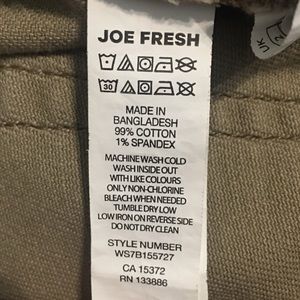 JOE FRESH
30
MADE IN
BANGLADESH
99% COTTON
1% SPANDEX
MACHINE WASH COLD
WASH INSIDE OUT
WITH LIKE COLOURS
ONLY NON-CHLORINE
BLEACH WHEN NEEDED
TUMBLE DRY LOW
LOW IRON ON REVERSE SIDE
DO NOT DRY CLEAN
STYLE NUMBER
WS7B155727
CA 15372
RN 133886
UK